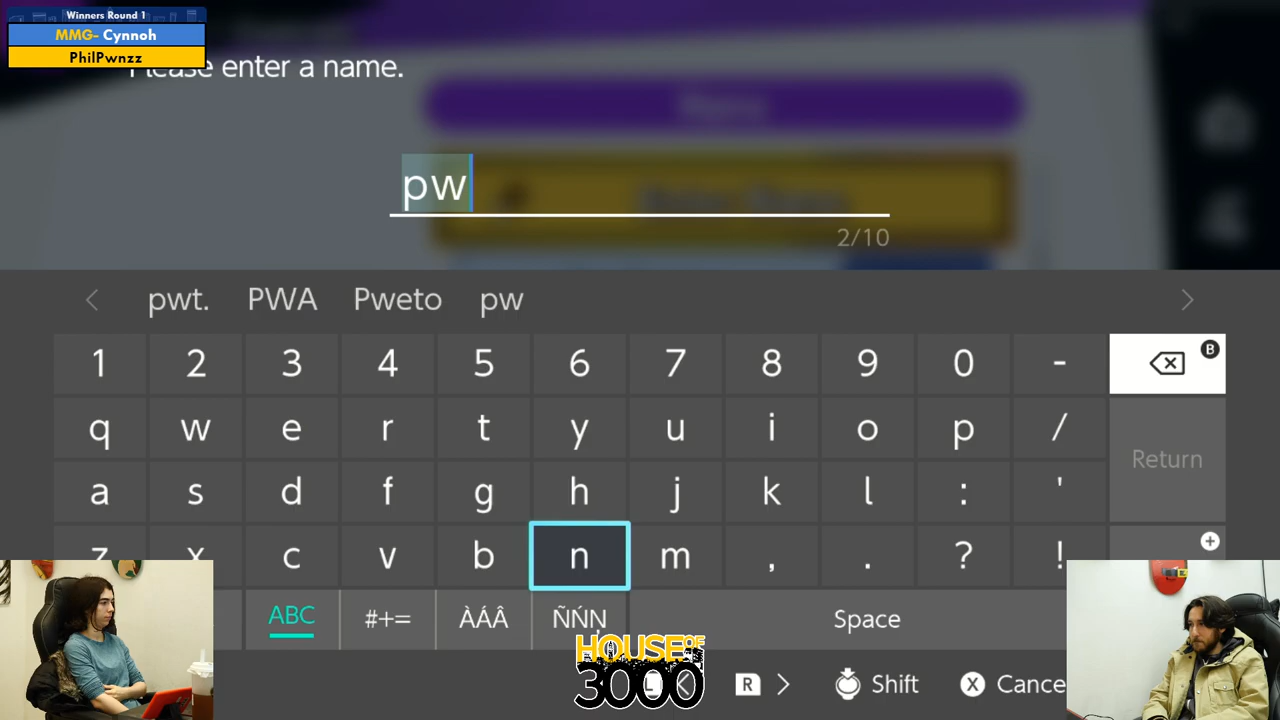 Winners Round 1
MMG- Cynnoh
PhilPwnzz
Please enter a name.
pw
2/10
pwt. PWA Pweto pw
1 2 3 4 5 6 7 8 9 0 -
B
q w e r t y u i o p /
Return
a s d f g h j k l : '
z x c v b n m , . ? !
ABC #+= ÀÁÂ ÑŃṆ Space
HOUSE OF
3000
L R Shift X Cance